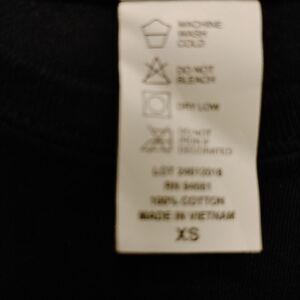 MACHINE
WASH
COLD
DO NOT
BLEACH
DRY LOW
DO NOT
IRON IF
DECORATED
LOT
RN
100% COTTON
MADE IN VIETNAM
XS